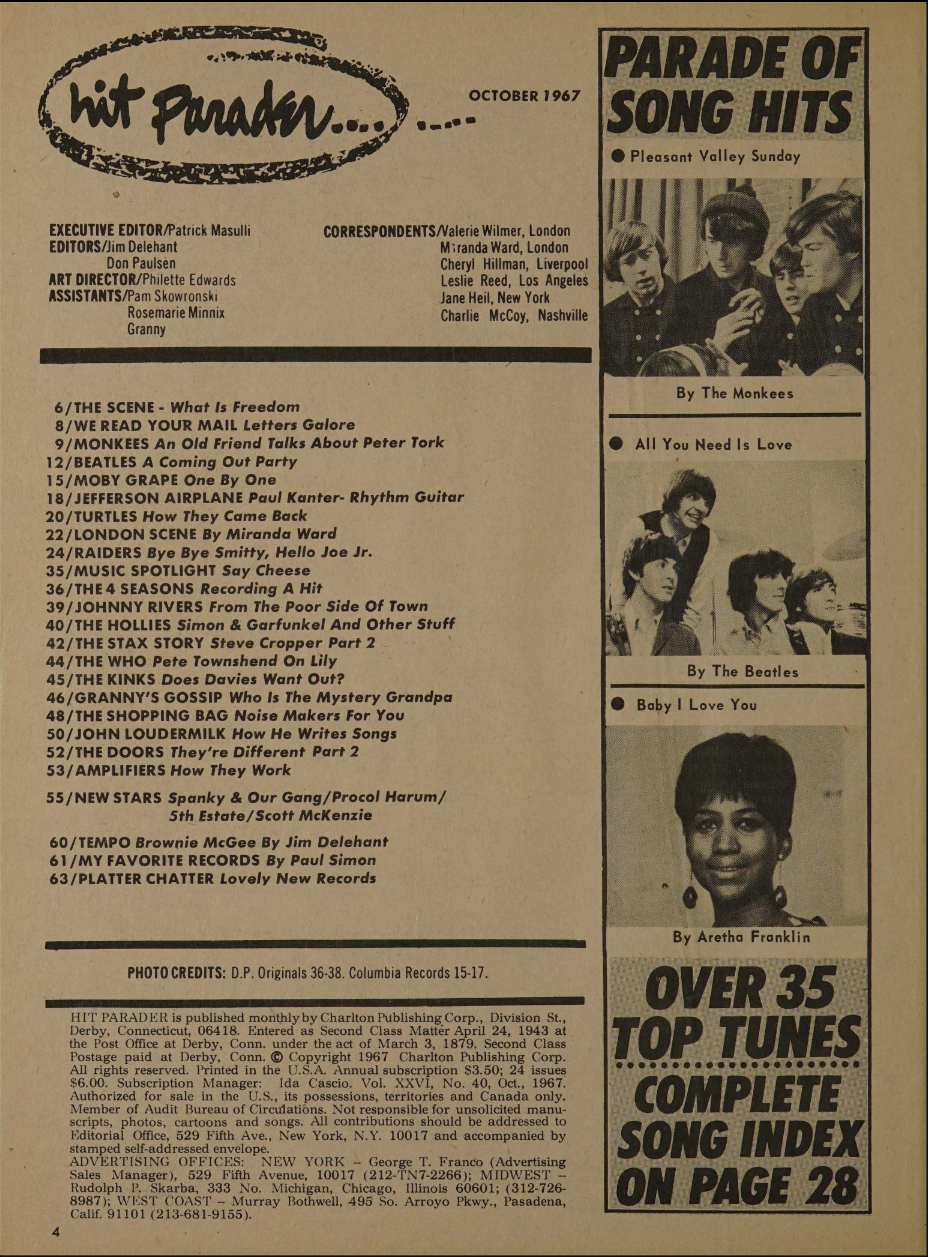 hit Parader........
OCTOBER 1967
EXECUTIVE EDITOR/Patrick Masulli
EDITORS/Jim Delehant
Don Paulsen
ART DIRECTOR/Philette Edwards
ASSISTANTS/Pam Skowronski
Rosemarie Minnix
Granny
CORRESPONDENTS/Valerie Wilmer, London
Miranda Ward, London
Cheryl Hillman, Liverpool
Leslie Reed, Los Angeles
Jane Heil, New York
Charlie McCoy, Nashville
6/THE SCENE - What Is Freedom
8/WE READ YOUR MAIL Letters Galore
9/MONKEES An Old Friend Talks About Peter Tork
12/BEATLES A Coming Out Party
15/MOBY GRAPE One By One
18/JEFFERSON AIRPLANE Paul Kanter- Rhythm Guitar
20/TURTLES How They Came Back
22/LONDON SCENE By Miranda Ward
24/RAIDERS Bye Bye Smitty, Hello Joe Jr.
35/MUSIC SPOTLIGHT Say Cheese
36/THE 4 SEASONS Recording A Hit
39/JOHNNY RIVERS From The Poor Side Of Town
40/THE HOLLIES Simon & Garfunkel And Other Stuff
42/THE STAX STORY Steve Cropper Part 2
44/THE WHO Pete Townshend On Lily
45/THE KINKS Does Davies Want Out?
46/GRANNY'S GOSSIP Who Is The Mystery Grandpa
48/THE SHOPPING BAG Noise Makers For You
50/JOHN LOUDERMILK How He Writes Songs
52/THE DOORS They're Different Part 2
53/AMPLIFIERS How They Work
55/NEW STARS Spanky & Our Gang/Procol Harum/
5th Estate/Scott McKenzie
60/TEMPO Brownie McGee By Jim Delehant
61/MY FAVORITE RECORDS By Paul Simon
63/PLATTER CHATTER Lovely New Records
PHOTO CREDITS: D.P. Originals 36-38. Columbia Records 15-17.
HIT PARADER is published monthly by Charlton Publishing Corp., Division St.,
Derby, Connecticut, 06418. Entered as Second Class Matter April 24, 1943 at
the Post Office at Derby, Conn. under the act of March 3, 1879. Second Class
Postage paid at Derby, Conn. © Copyright 1967 Charlton Publishing Corp.
All rights reserved. Printed in the U.S.A. Annual subscription $3.50; 24 issues
$6.00. Subscription Manager: Ida Cascio. Vol. XXVI, No. 40, Oct., 1967.
Authorized for sale in the U.S., its possessions, territories and Canada only.
Member of Audit Bureau of Circulations. Not responsible for unsolicited manu-
scripts, photos, cartoons and songs. All contributions should be addressed to
Editorial Office, 529 Fifth Ave., New York, N.Y. 10017 and accompanied by
stamped self-addressed envelope.
ADVERTISING OFFICES: NEW YORK – George T. Franco (Advertising
Sales Manager), 529 Fifth Avenue, 10017 (212-TN7-2266); MIDWEST –
Rudolph P. Skarba, 333 No. Michigan, Chicago, Illinois 60601; (312-726-
8987); WEST COAST – Murray Bothwell, 495 So. Arroyo Pkwy., Pasadena,
Calif. 91101 (213-681-9155).
4
PARADE OF
SONG HITS
● Pleasant Valley Sunday
By The Monkees
● All You Need Is Love
By The Beatles
● Baby I Love You
By Aretha Franklin
OVER 35
TOP TUNES
COMPLETE
SONG INDEX
ON PAGE 28